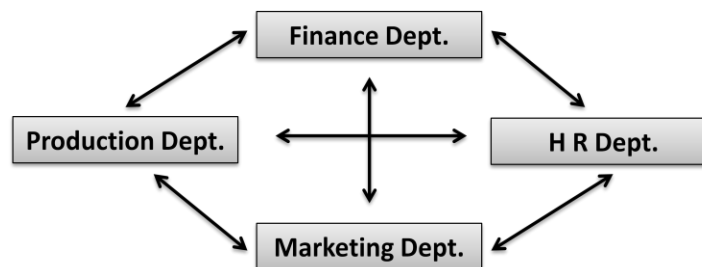 Finance Dept.
Production Dept.
H R Dept.
Marketing Dept.